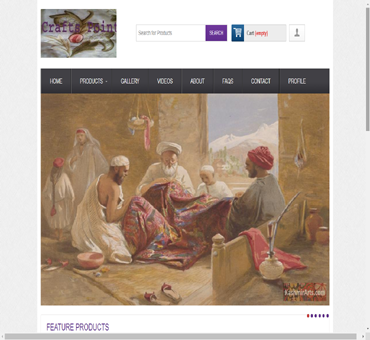 Crafts Paint
Search for Products
SEARCH
Cart (empty)
HOME
PRODUCTS
GALLERY
VIDEOS
ABOUT
FAQS
CONTACT
PROFILE
KashmirArts.com
FEATURE PRODUCTS